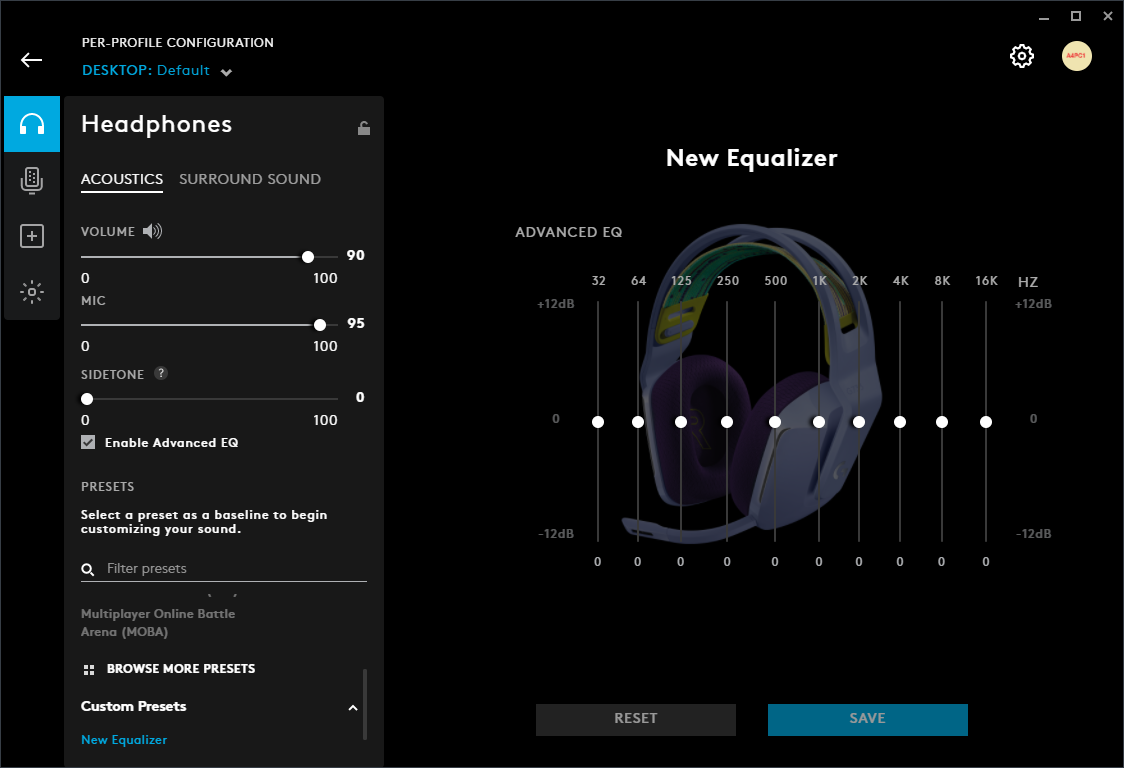 PER-PROFILE CONFIGURATION
DESKTOP: Default
Headphones
ACOUSTICS SURROUND SOUND
VOLUME
90
0 100
MIC
95
0 100
SIDETONE ?
0
0 100
Enable Advanced EQ
PRESETS
Select a preset as a baseline to begin
customizing your sound.
Filter presets
Multiplayer Online Battle
Arena (MOBA)
BROWSE MORE PRESETS
Custom Presets
New Equalizer
New Equalizer
ADVANCED EQ
32 64 125 250 500 1K 2K 4K 8K 16K HZ
+12dB +12dB
0 0
-12dB -12dB
0 0 0 0 0 0 0 0 0 0
RESET SAVE